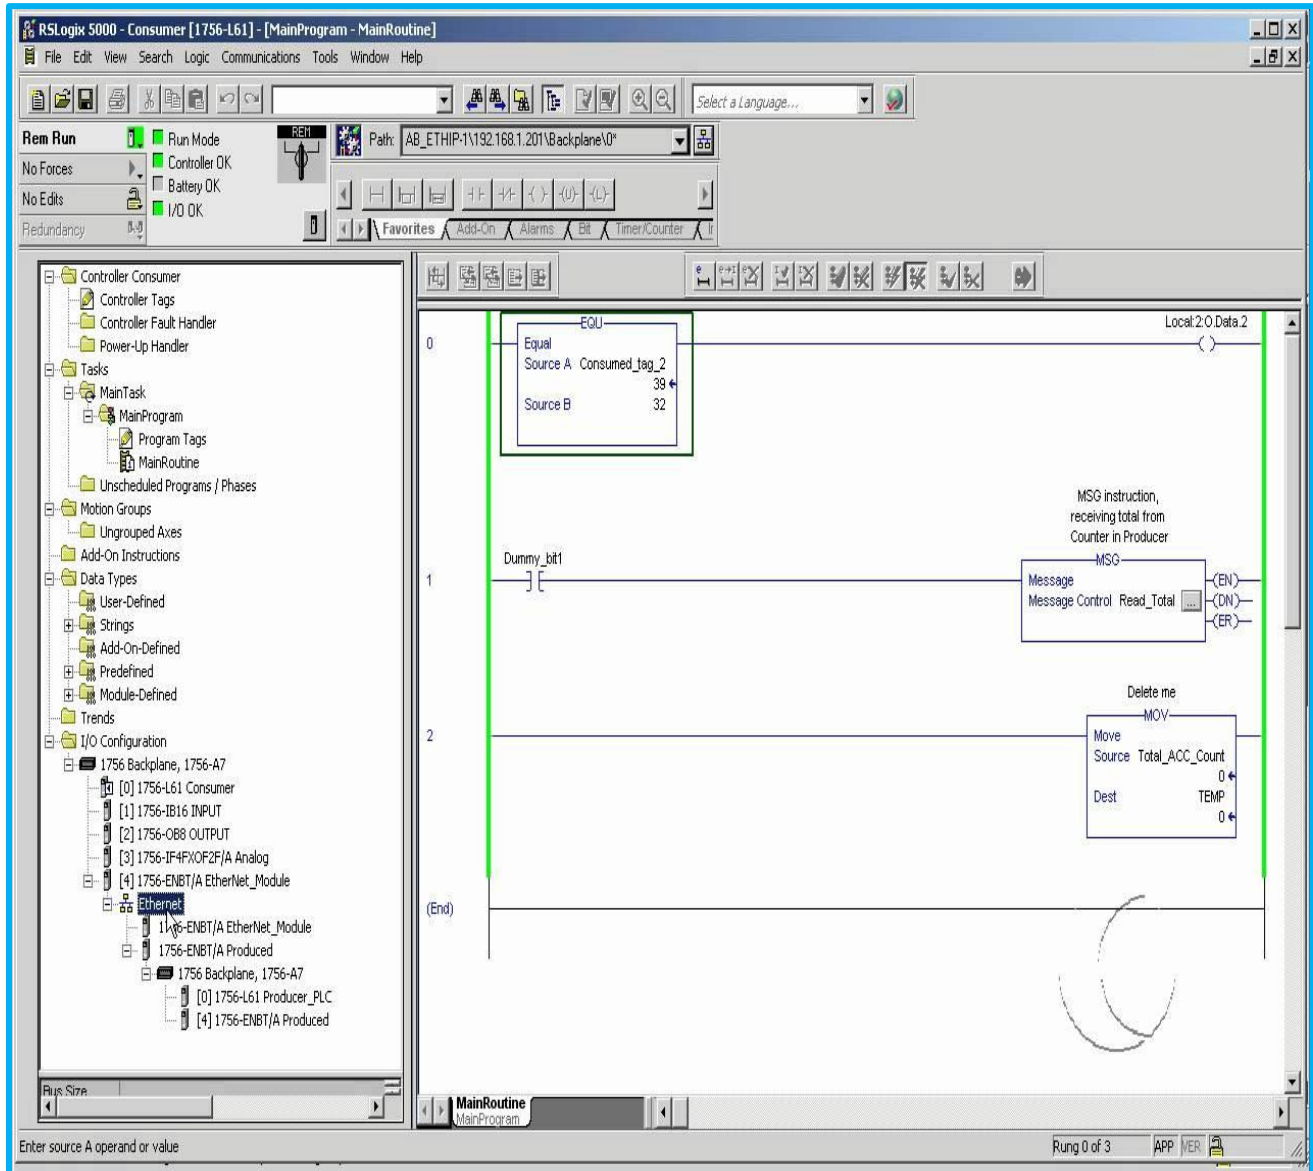 RSLogix 5000 - Consumer [1756-L61] - [MainProgram - MainRoutine]
File Edit View Search Logic Communications Tools Window Help
Select a Language...
Rem Run
No Forces
No Edits
Redundancy
Run Mode
Controller OK
Battery OK
I/O OK
REM
Path: AB_ETHIP-1\192.168.1.201\Backplane\0*
Favorites Add-On Alarms Bit Timer/Counter
Controller Consumer
Controller Tags
Controller Fault Handler
Power-Up Handler
Tasks
MainTask
MainProgram
Program Tags
MainRoutine
Unscheduled Programs / Phases
Motion Groups
Ungrouped Axes
Add-On Instructions
Data Types
User-Defined
Strings
Add-On-Defined
Predefined
Module-Defined
Trends
I/O Configuration
1756 Backplane, 1756-A7
[0] 1756-L61 Consumer
[1] 1756-IB16 INPUT
[2] 1756-OB8 OUTPUT
[3] 1756-IF4FXOF2F/A Analog
[4] 1756-ENBT/A EtherNet_Module
Ethernet
1756-ENBT/A EtherNet_Module
1756-ENBT/A Produced
1756 Backplane, 1756-A7
[0] 1756-L61 Producer_PLC
[4] 1756-ENBT/A Produced
Bus Size
0
EQU
Equal
Source A Consumed_tag_2
39
Source B 32
Local:2:O.Data.2
1
Dummy_bit1
MSG instruction,
receiving total from
Counter in Producer
MSG
Message
Message Control Read_Total ...
(EN)
(DN)
(ER)
2
Delete me
MOV
Move
Source Total_ACC_Count
0
Dest TEMP
0
(End)
MainRoutine
MainProgram
Enter source A operand or value
Rung 0 of 3 APP VER